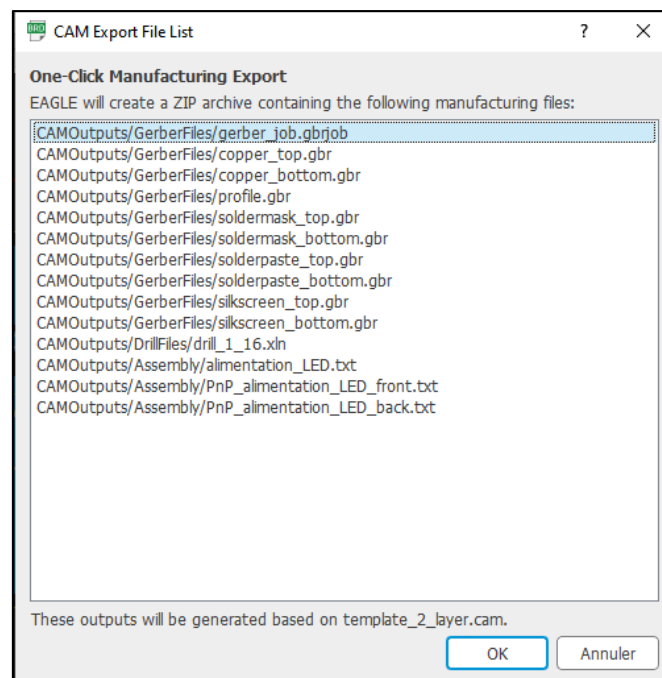 BRD CAM Export File List ? ×
One-Click Manufacturing Export
EAGLE will create a ZIP archive containing the following manufacturing files:
CAMOutputs/GerberFiles/gerber_job.gbrjob
CAMOutputs/GerberFiles/copper_top.gbr
CAMOutputs/GerberFiles/copper_bottom.gbr
CAMOutputs/GerberFiles/profile.gbr
CAMOutputs/GerberFiles/soldermask_top.gbr
CAMOutputs/GerberFiles/soldermask_bottom.gbr
CAMOutputs/GerberFiles/solderpaste_top.gbr
CAMOutputs/GerberFiles/solderpaste_bottom.gbr
CAMOutputs/GerberFiles/silkscreen_top.gbr
CAMOutputs/GerberFiles/silkscreen_bottom.gbr
CAMOutputs/DrillFiles/drill_1_16.xln
CAMOutputs/Assembly/alimentation_LED.txt
CAMOutputs/Assembly/PnP_alimentation_LED_front.txt
CAMOutputs/Assembly/PnP_alimentation_LED_back.txt
These outputs will be generated based on template_2_layer.cam.
OK Annuler